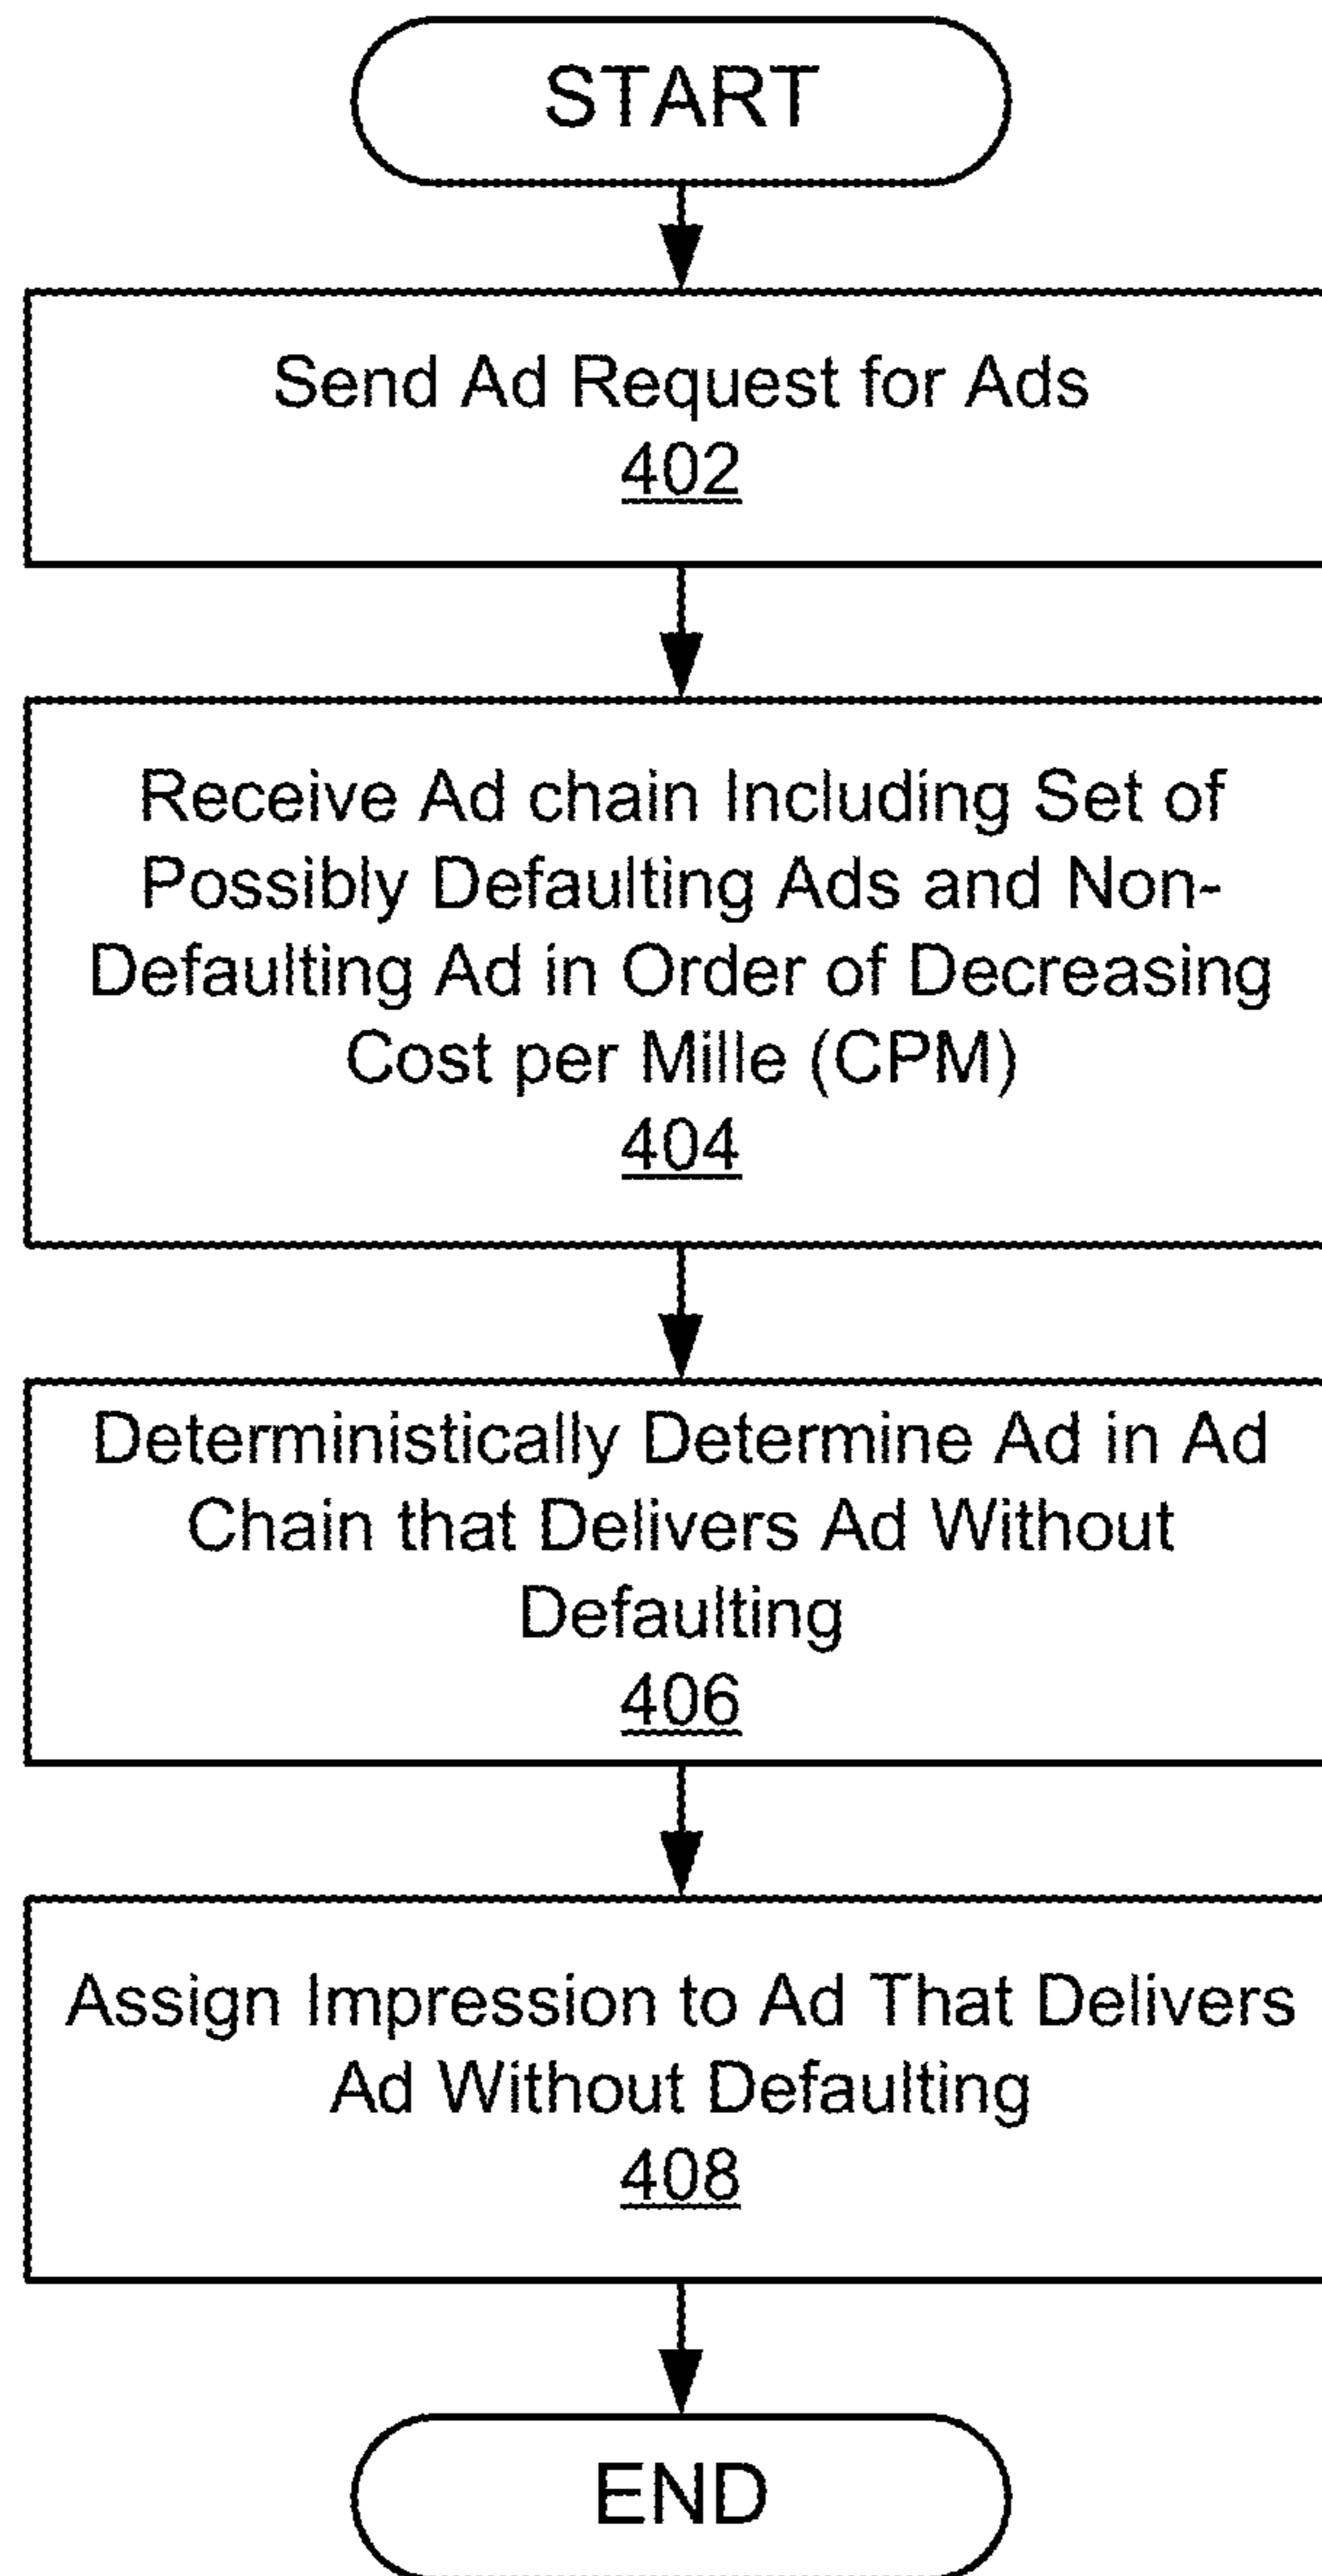 START
Send Ad Request for Ads
402
Receive Ad chain Including Set of
Possibly Defaulting Ads and Non-
Defaulting Ad in Order of Decreasing
Cost per Mille (CPM)
404
Deterministically Determine Ad in Ad
Chain that Delivers Ad Without
Defaulting
406
Assign Impression to Ad That Delivers
Ad Without Defaulting
408
END